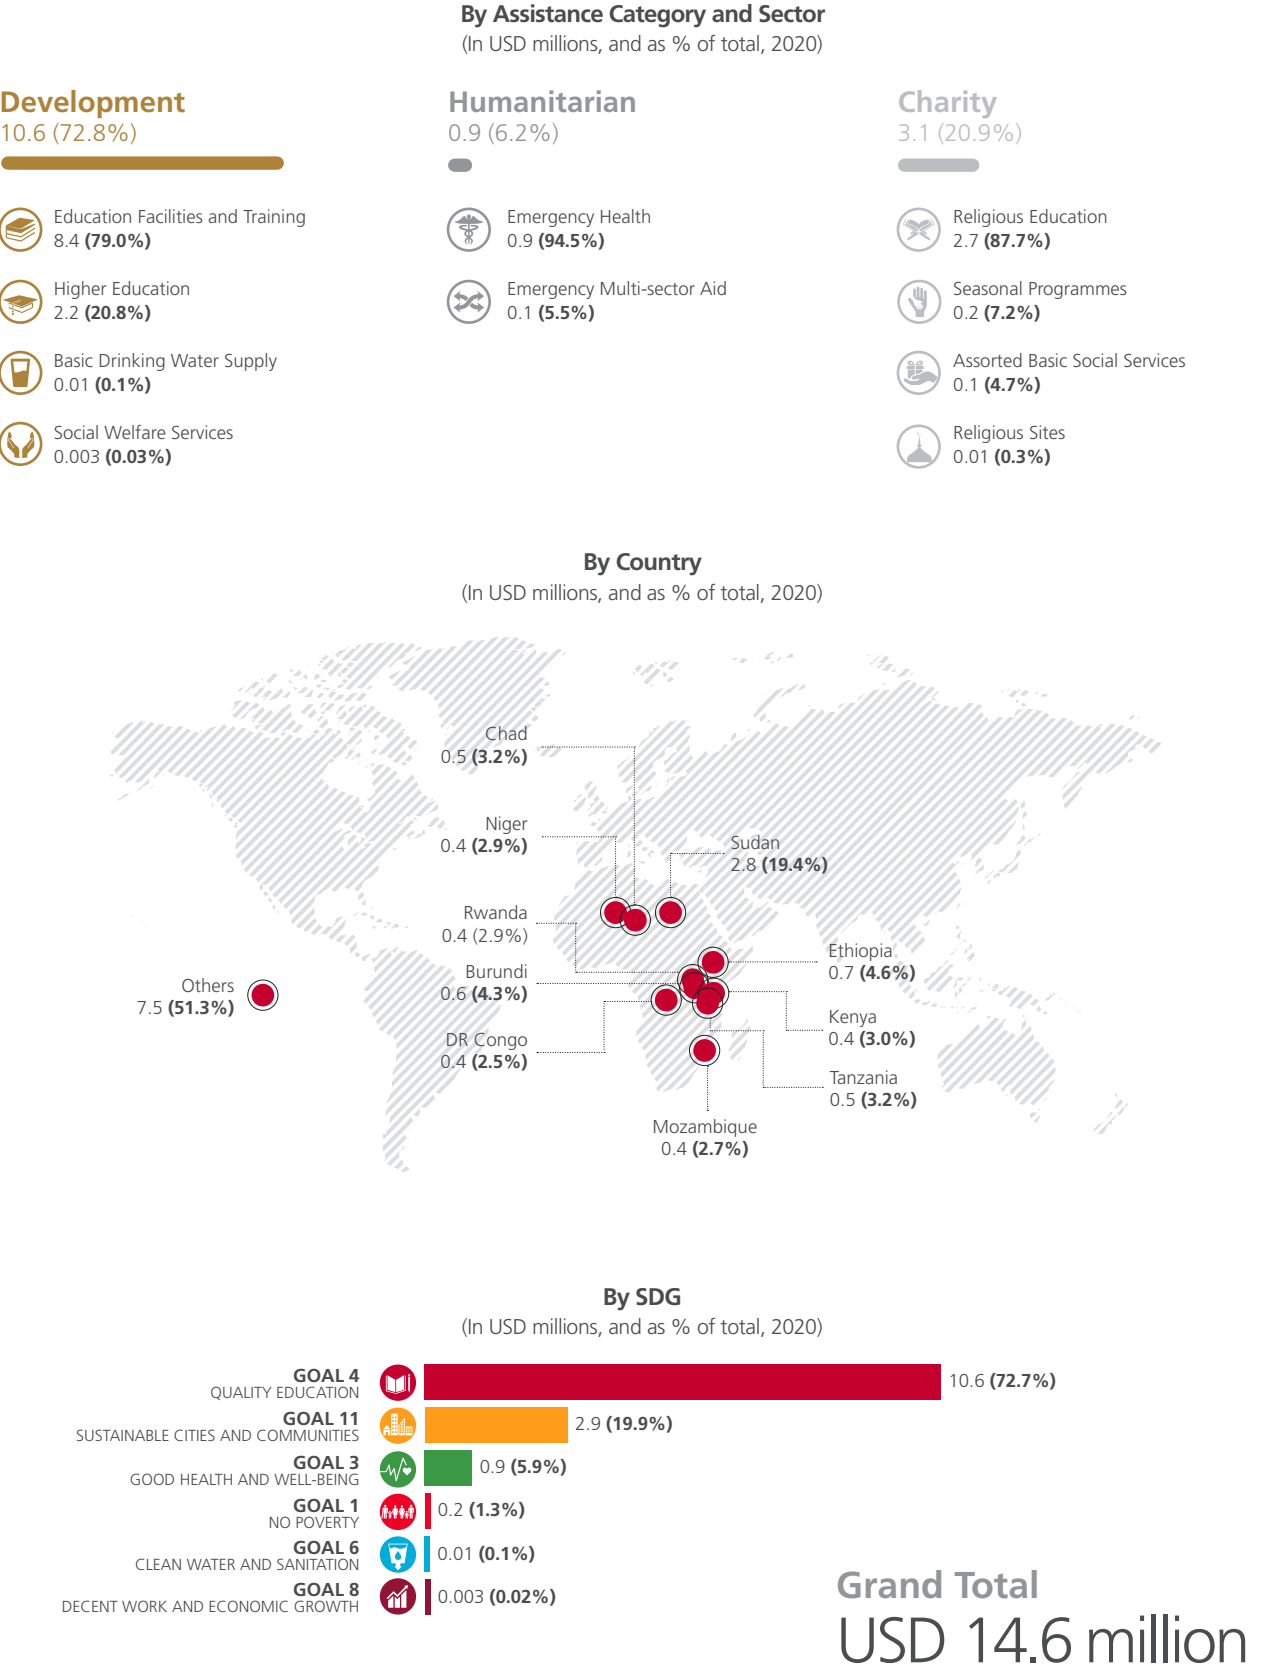 By Assistance Category and Sector
(In USD millions, and as % of total, 2020)
Development
10.6 (72.8%)
Education Facilities and Training
8.4 (79.0%)
Higher Education
2.2 (20.8%)
Basic Drinking Water Supply
0.01 (0.1%)
Social Welfare Services
0.003 (0.03%)
Humanitarian
0.9 (6.2%)
Emergency Health
0.9 (94.5%)
Emergency Multi-sector Aid
0.1 (5.5%)
Charity
3.1 (20.9%)
Religious Education
2.7 (87.7%)
Seasonal Programmes
0.2 (7.2%)
Assorted Basic Social Services
0.1 (4.7%)
Religious Sites
0.01 (0.3%)
By Country
(In USD millions, and as % of total, 2020)
Chad
0.5 (3.2%)
Niger
0.4 (2.9%)
Sudan
2.8 (19.4%)
Rwanda
0.4 (2.9%)
Burundi
0.6 (4.3%)
DR Congo
0.4 (2.5%)
Others
7.5 (51.3%)
Ethiopia
0.7 (4.6%)
Kenya
0.4 (3.0%)
Tanzania
0.5 (3.2%)
Mozambique
0.4 (2.7%)
By SDG
(In USD millions, and as % of total, 2020)
GOAL 4
QUALITY EDUCATION
10.6 (72.7%)
GOAL 11
SUSTAINABLE CITIES AND COMMUNITIES
2.9 (19.9%)
GOAL 3
GOOD HEALTH AND WELL-BEING
0.9 (5.9%)
GOAL 1
NO POVERTY
0.2 (1.3%)
GOAL 6
CLEAN WATER AND SANITATION
0.01 (0.1%)
GOAL 8
DECENT WORK AND ECONOMIC GROWTH
0.003 (0.02%)
Grand Total
USD 14.6 million